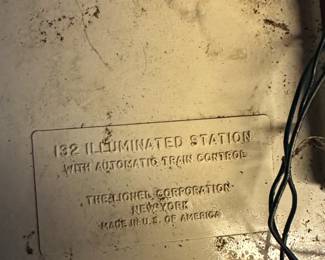 132 ILLUMINATED STATION
WITH AUTOMATIC TRAIN CONTROL
THE LIONEL CORPORATION
NEW YORK
MADE IN U.S. OF AMERICA